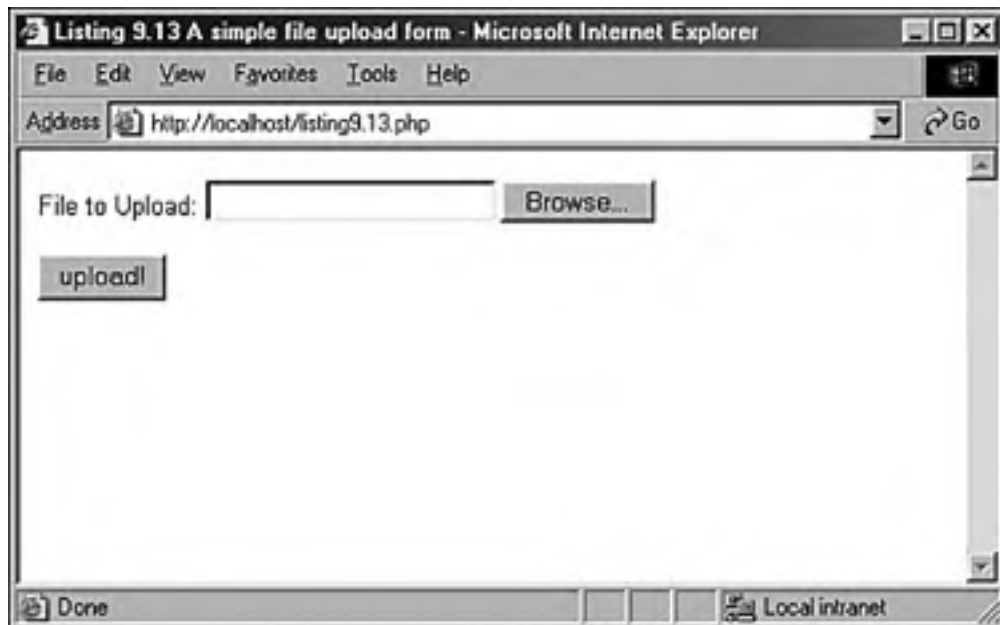 Listing 9.13 A simple file upload form - Microsoft Internet Explorer
File Edit View Favorites Tools Help
Address http://localhost/listing9.13.php Go
File to Upload: Browse...
upload!
Done Local intranet